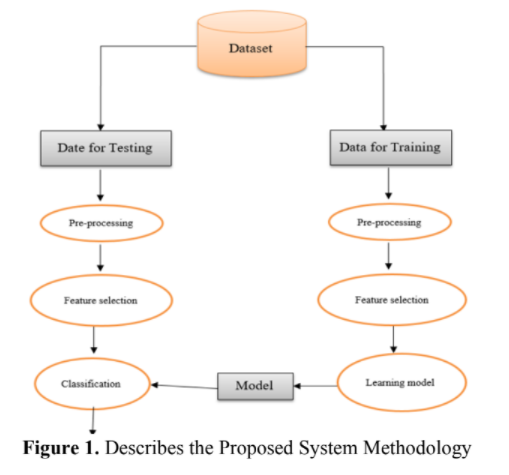 Dataset
Date for Testing
Data for Training
Pre-processing
Pre-processing
Feature selection
Feature selection
Classification
Model
Learning model
Figure 1. Describes the Proposed System Methodology